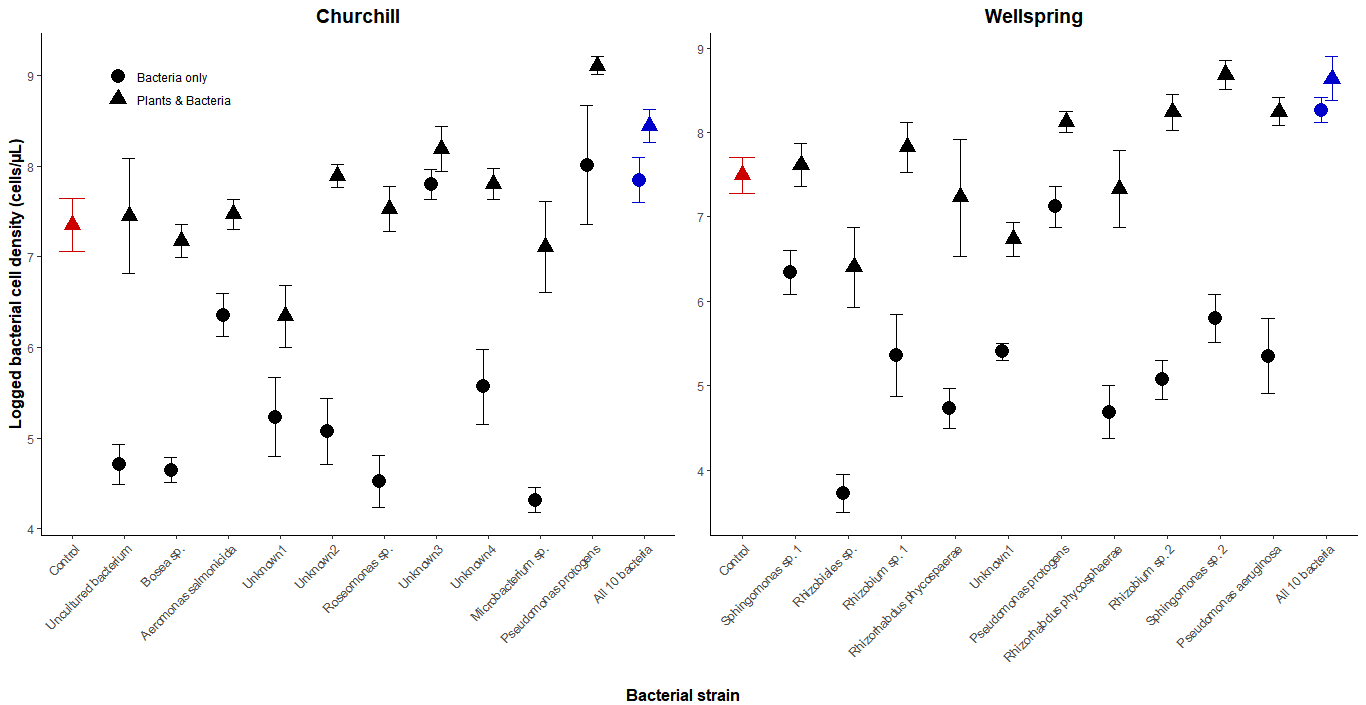 Churchill
Wellspring
Logged bacterial cell density (cells/µL)
Bacteria only
Plants & Bacteria
9
8
7
6
5
4
9
8
7
6
5
4
Control
Uncultured bacterium
Bosea sp.
Aeromonas salmonicida
Unknown1
Unknown2
Roseomonas sp.
Unknown3
Unknown4
Microbacterium sp.
Pseudomonas protogens
All 10 bacteria
Control
Sphingomonas sp. 1
Rhizobiales sp.
Rhizobium sp. 1
Rhizorhabdus phycospaerae
Unknown1
Pseudomonas protogens
Rhizorhabdus phycosphaerae
Rhizobium sp. 2
Sphingomonas sp. 2
Pseudomonas aeruginosa
All 10 bacteria
Bacterial strain